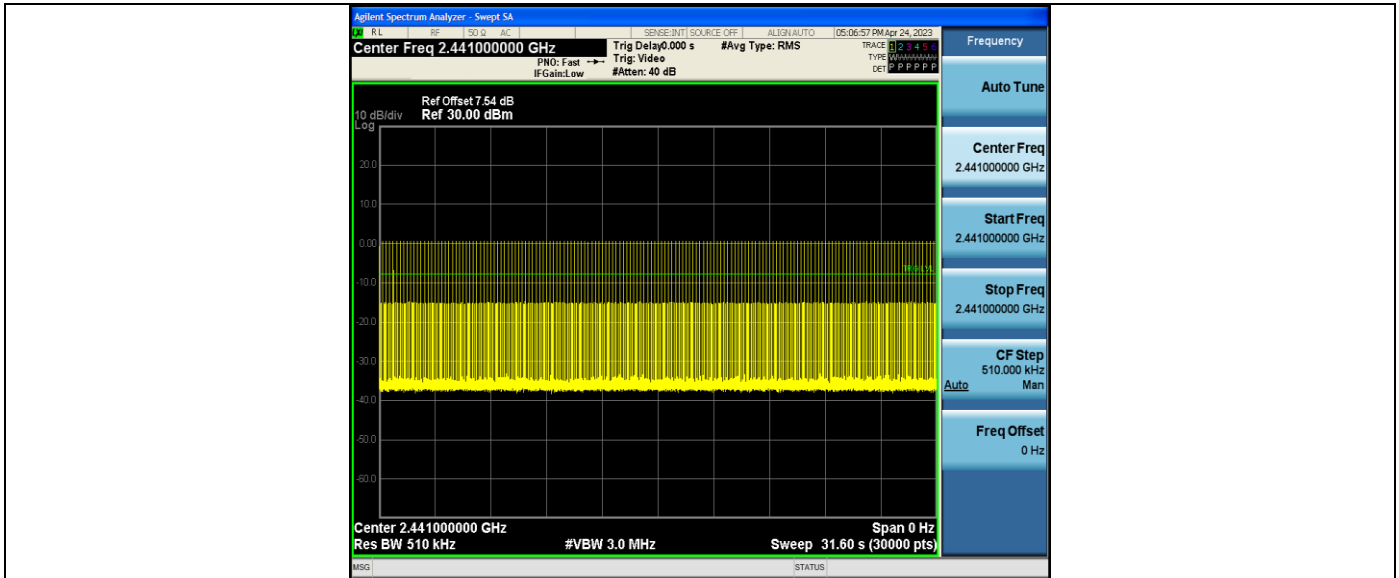 Agilent Spectrum Analyzer - Swept SA
RL RF 50 Ω AC SENSE:INT SOURCE OFF ALIGN AUTO 05:06:57 PM Apr 24, 2023
Center Freq 2.441000000 GHz
PNO: Fast
IFGain:Low
Trig Delay0.000 s
Trig: Video
#Atten: 40 dB
#Avg Type: RMS
TRACE 1 2 3 4 5 6
TYPE
DET P P P P P P
Frequency
Auto Tune
Ref Offset 7.54 dB
10 dB/div Ref 30.00 dBm
Log
20.0
10.0
0.00
TRIG LVL
-10.0
-20.0
-30.0
-40.0
-50.0
-60.0
Center Freq
2.441000000 GHz
Start Freq
2.441000000 GHz
Stop Freq
2.441000000 GHz
CF Step
510.000 kHz
Auto Man
Freq Offset
0 Hz
Center 2.441000000 GHz Span 0 Hz
Res BW 510 kHz #VBW 3.0 MHz Sweep 31.60 s (30000 pts)
MSG STATUS